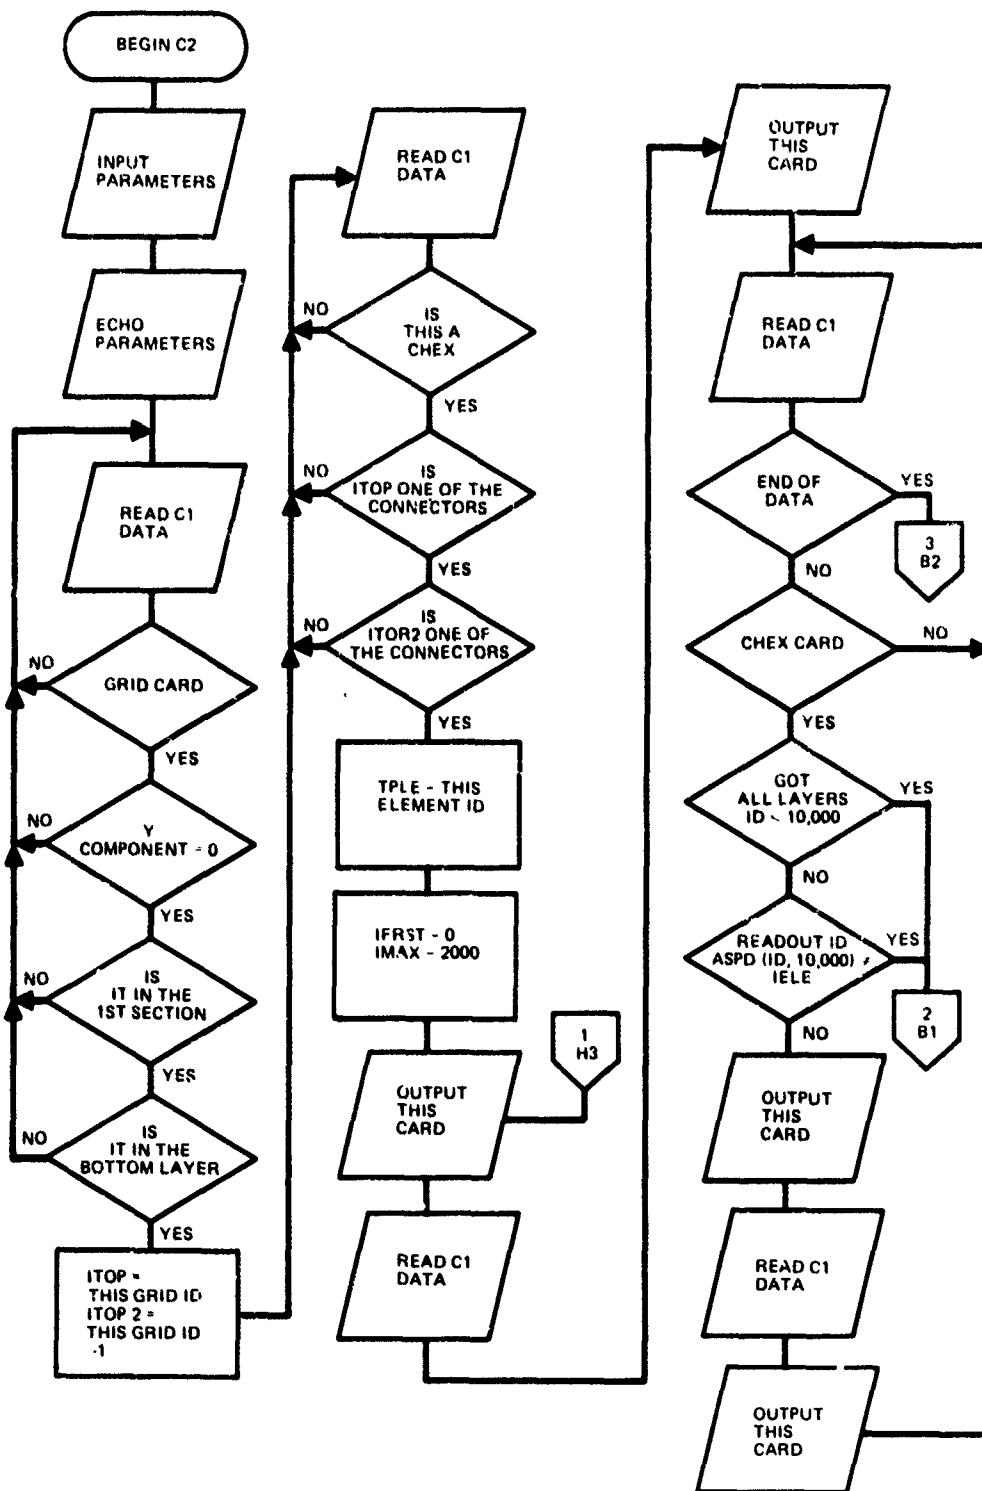 BEGIN C2
INPUT
PARAMETERS
ECHO
PARAMETERS
READ C1
DATA
GRID CARD
NO
YES
Y
COMPONENT - 0
NO
YES
IS
IT IN THE
1ST SECTION
NO
YES
IS
IT IN THE
BOTTOM LAYER
NO
YES
ITOP =
THIS GRID ID
ITOP 2 =
THIS GRID ID
-1
READ C1
DATA
IS
THIS A
CHEX
NO
YES
IS
ITOP ONE OF THE
CONNECTORS
NO
YES
IS
ITOR2 ONE OF
THE CONNECTORS
NO
YES
TPLE - THIS
ELEMENT ID
IFRST - 0
IMAX - 2000
OUTPUT
THIS
CARD
1
H3
READ C1
DATA
OUTPUT
THIS
CARD
READ C1
DATA
END OF
DATA
YES
3
B2
NO
CHEX CARD
NO
YES
GOT
ALL LAYERS
ID - 10,000
YES
NO
READOUT ID
ASPD (ID, 10,000) ≠
IELE
YES
2
B1
NO
OUTPUT
THIS
CARD
READ C1
DATA
OUTPUT
THIS
CARD